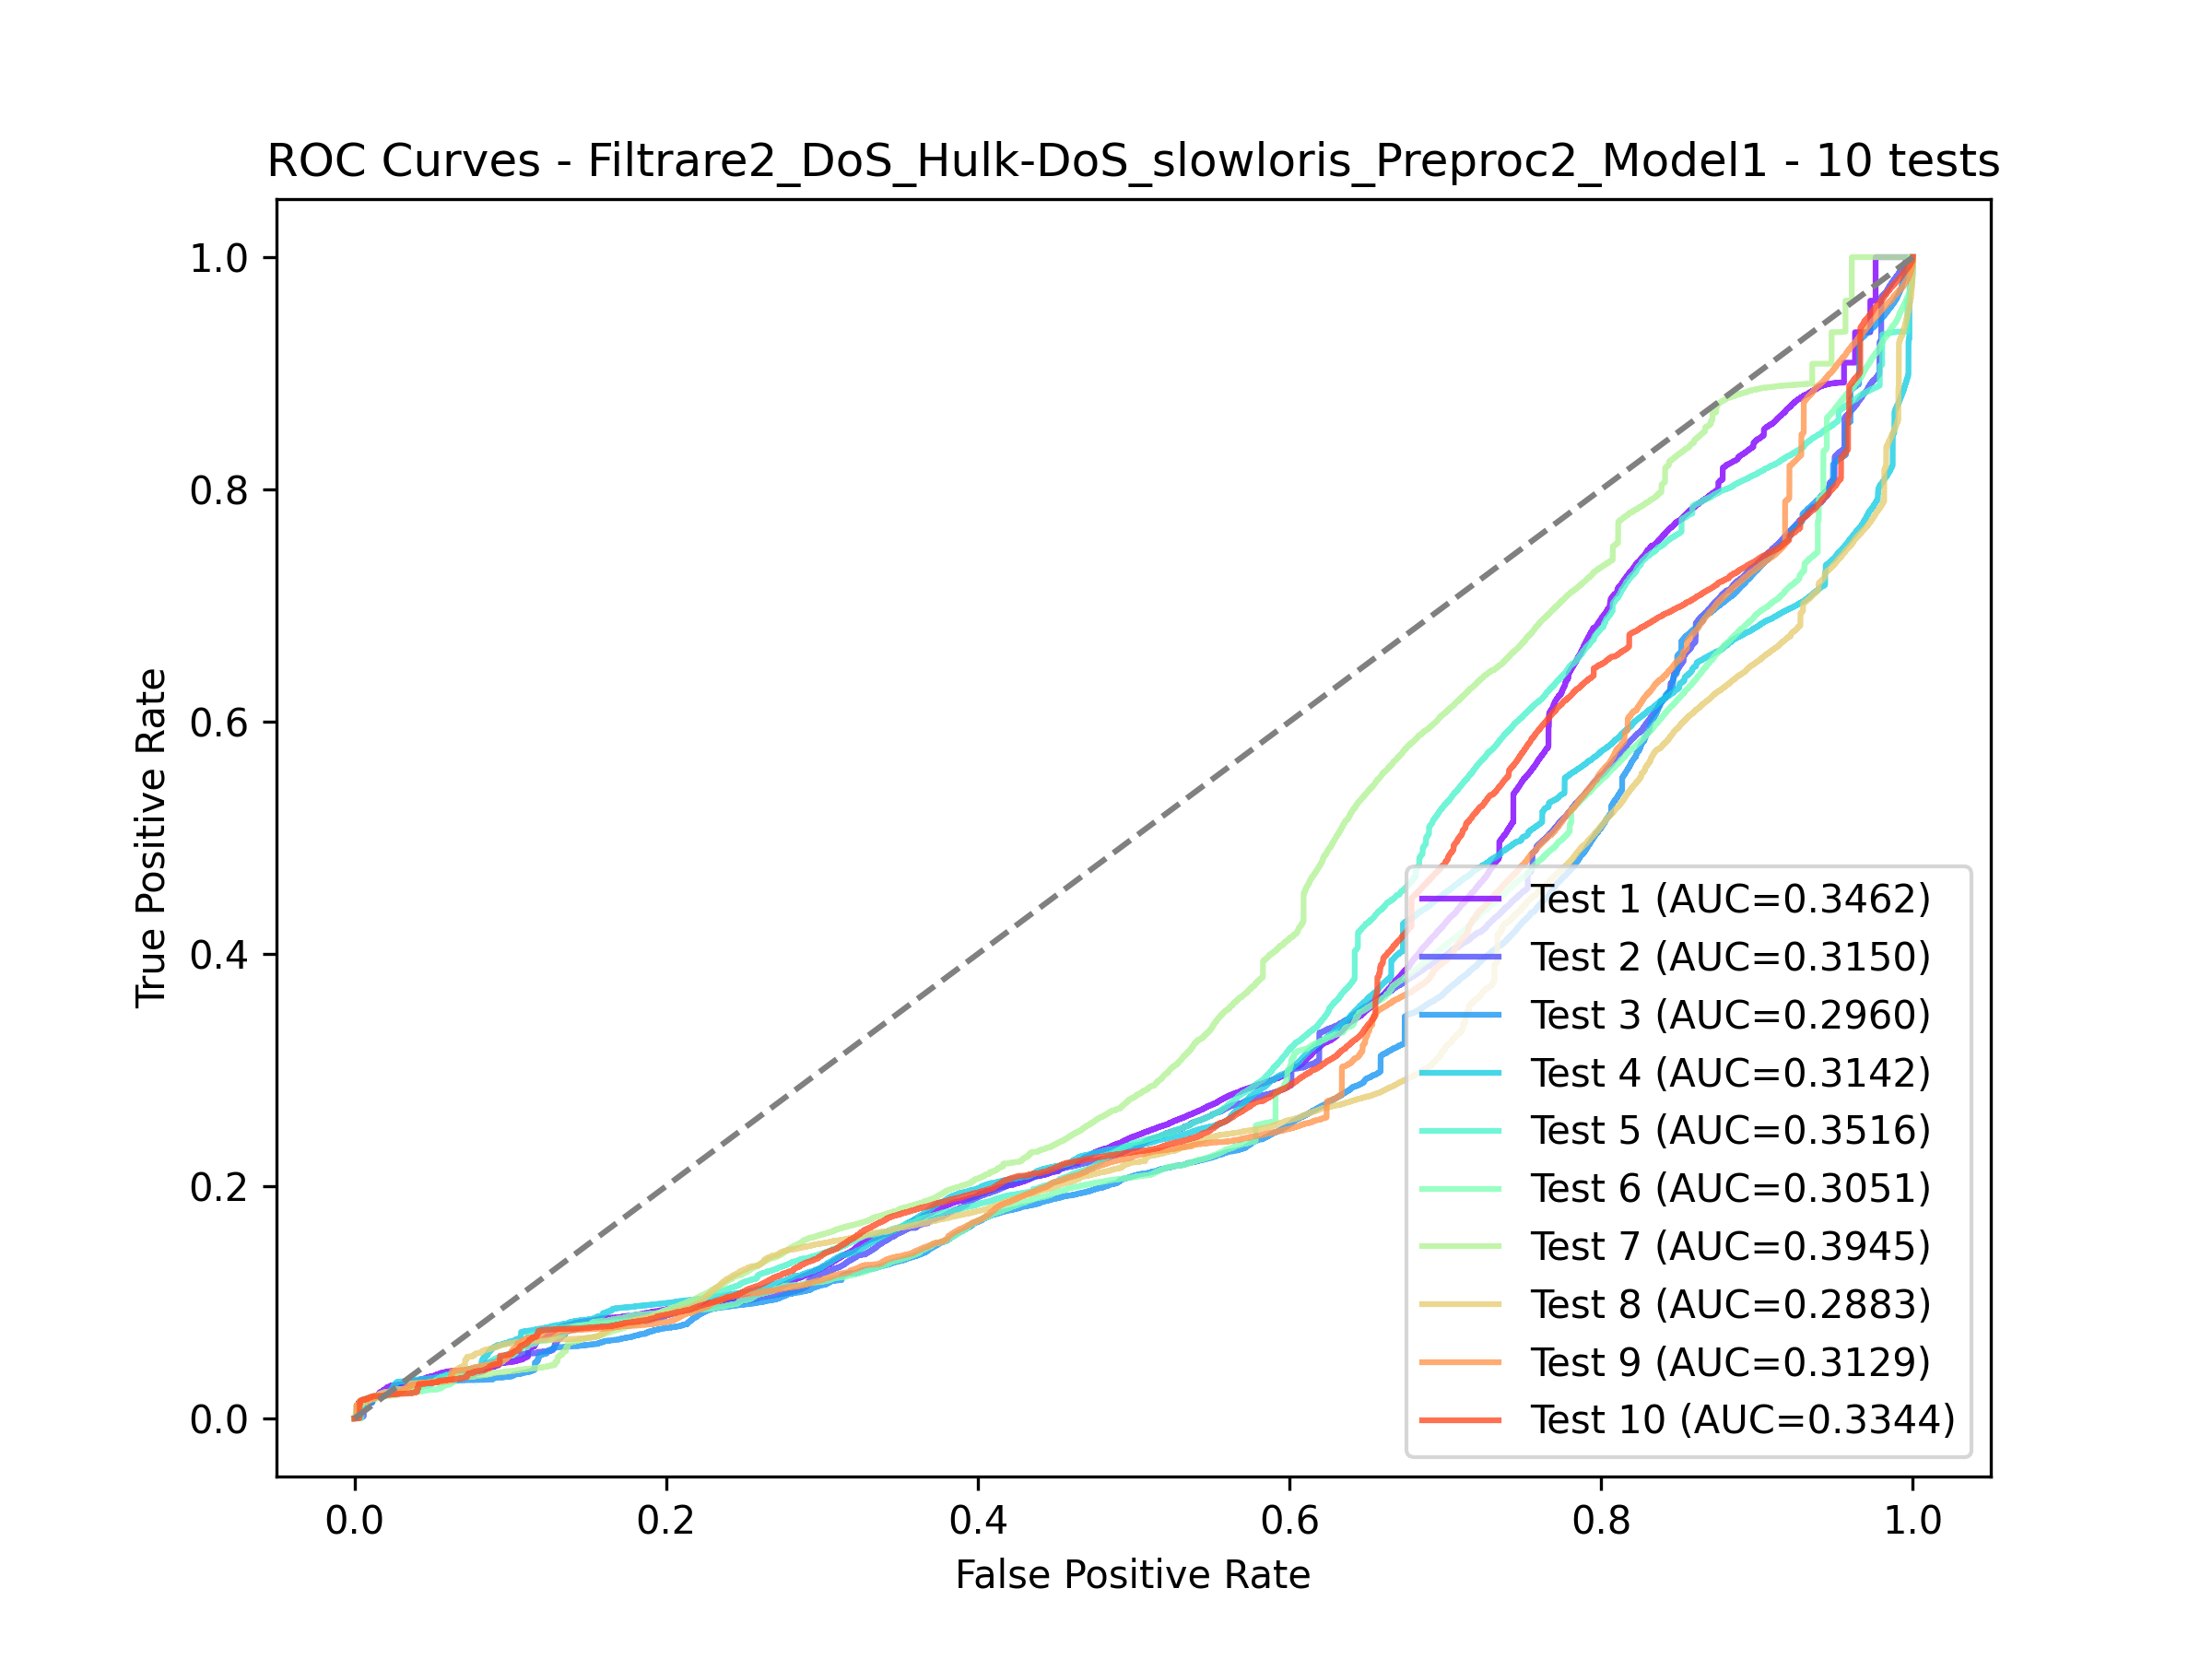 ROC Curves - Filtrare2_DoS_Hulk-DoS_slowloris_Preproc2_Model1 - 10 tests
1.0
0.8
0.6
0.4
0.2
0.0
True Positive Rate
Test 1 (AUC=0.3462)
Test 2 (AUC=0.3150)
Test 3 (AUC=0.2960)
Test 4 (AUC=0.3142)
Test 5 (AUC=0.3516)
Test 6 (AUC=0.3051)
Test 7 (AUC=0.3945)
Test 8 (AUC=0.2883)
Test 9 (AUC=0.3129)
Test 10 (AUC=0.3344)
0.0 0.2 0.4 0.6 0.8 1.0
False Positive Rate